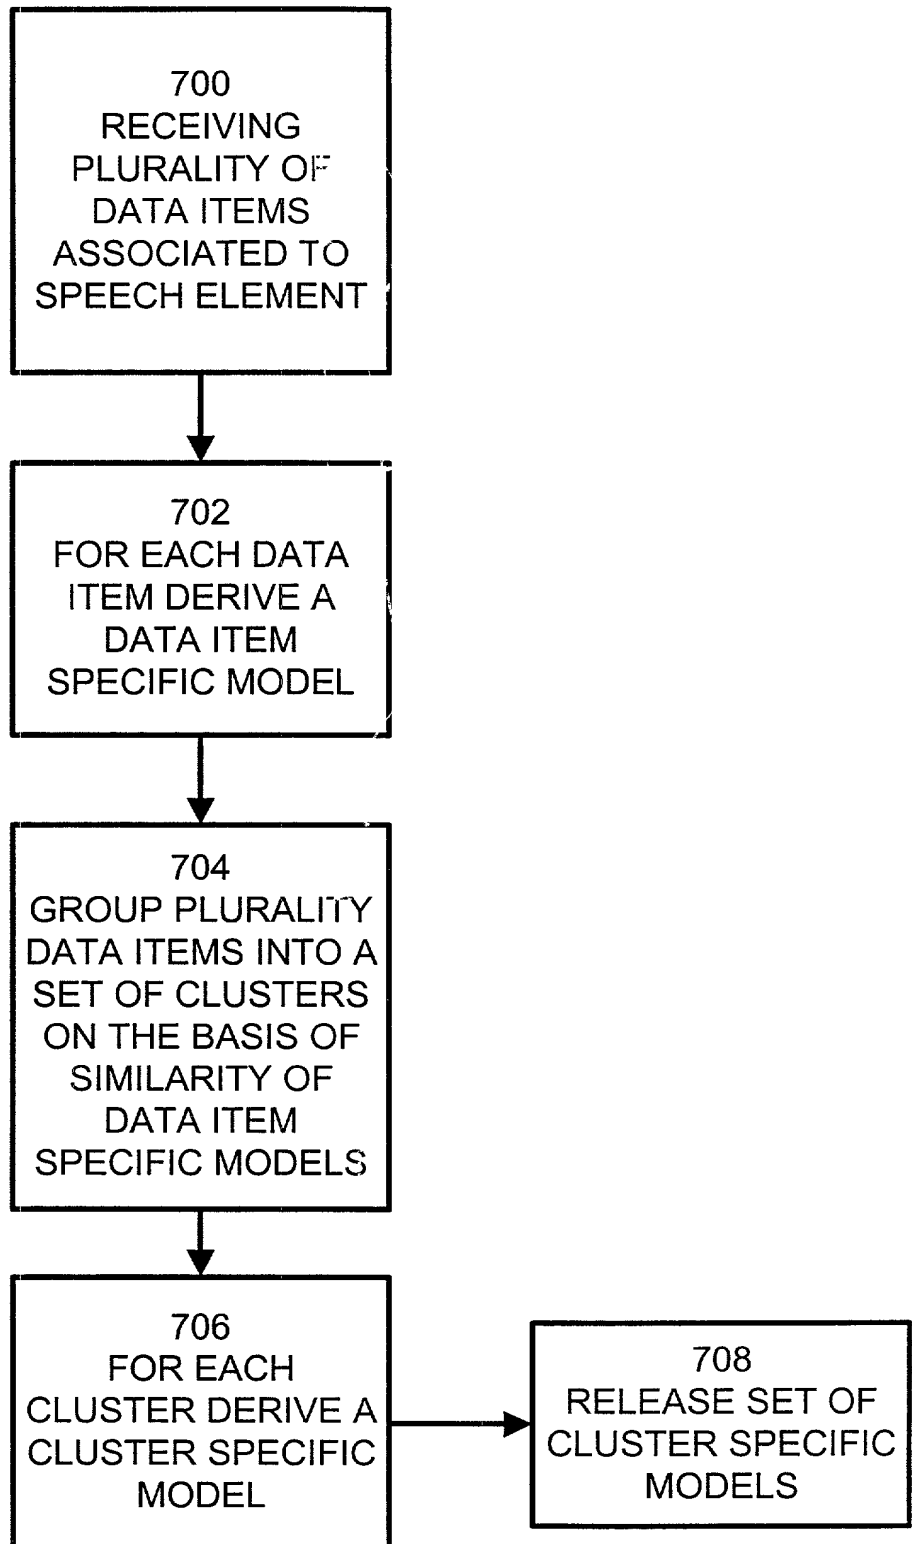 700
RECEIVING
PLURALITY OF
DATA ITEMS
ASSOCIATED TO
SPEECH ELEMENT
702
FOR EACH DATA
ITEM DERIVE A
DATA ITEM
SPECIFIC MODEL
704
GROUP PLURALITY
DATA ITEMS INTO A
SET OF CLUSTERS
ON THE BASIS OF
SIMILARITY OF
DATA ITEM
SPECIFIC MODELS
706
FOR EACH
CLUSTER DERIVE A
CLUSTER SPECIFIC
MODEL
708
RELEASE SET OF
CLUSTER SPECIFIC
MODELS